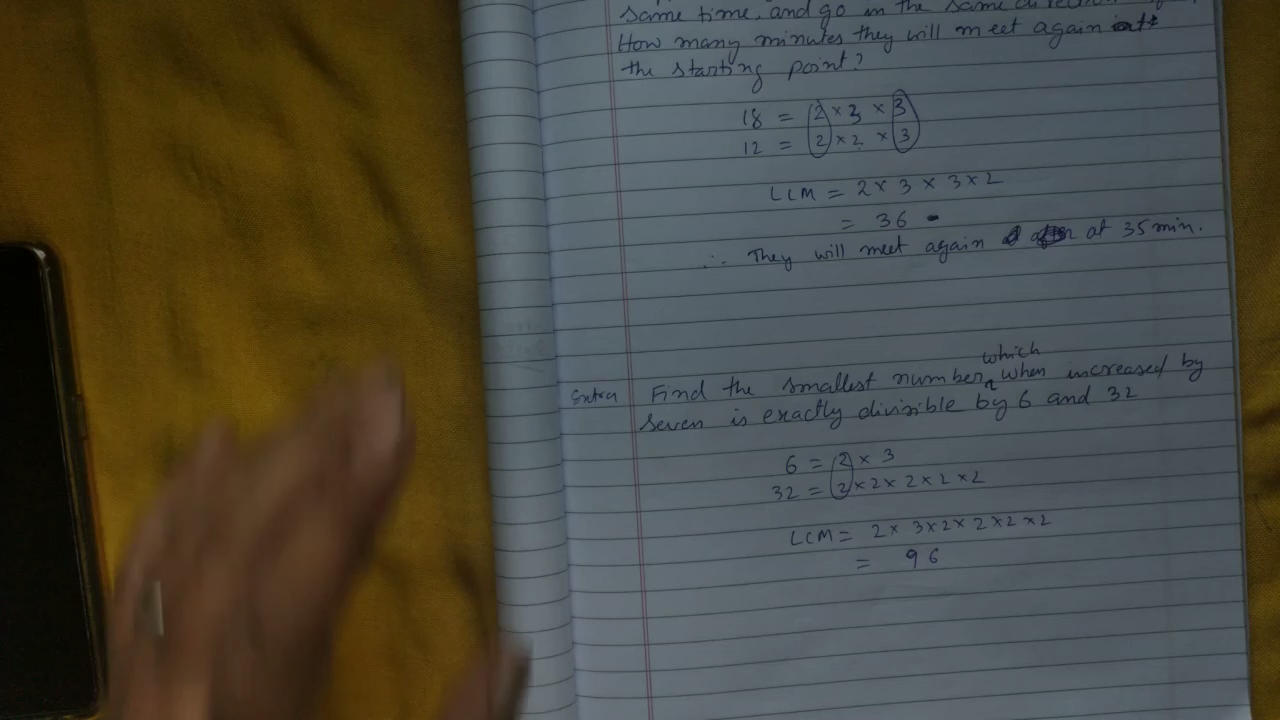 same time, and go in the same direction
How many minutes they will meet again at
the starting point?
18 = 2 × 3 × 3
12 = 2 × 2 × 3
LCM = 2 × 3 × 3 × 2
= 36
∴ They will meet again at 35 min.
which
Extra Find the smallest number, when increased by
seven is exactly divisible by 6 and 32
6 = 2 × 3
32 = 2 × 2 × 2 × 2 × 2
LCM = 2 × 3 × 2 × 2 × 2 × 2
= 96